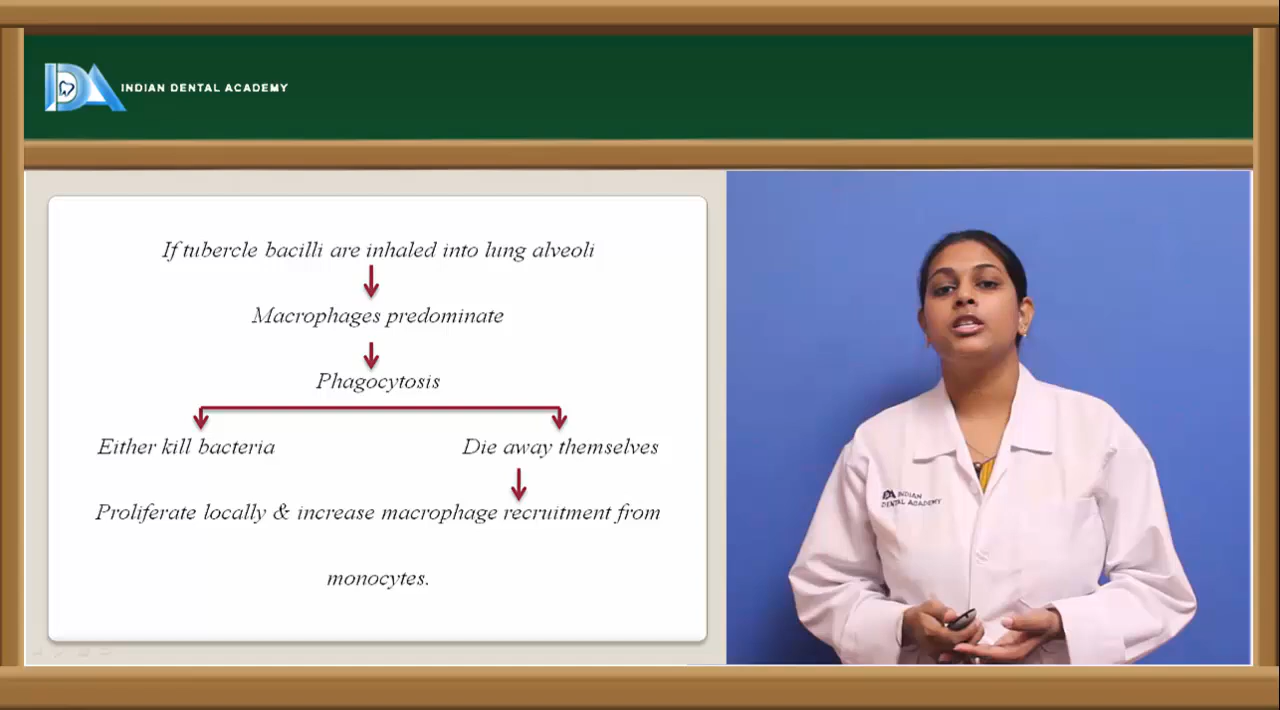 INDIAN DENTAL ACADEMY
If tubercle bacilli are inhaled into lung alveoli
Macrophages predominate
Phagocytosis
Either kill bacteria
Die away themselves
Proliferate locally & increase macrophage recruitment from
monocytes.
IDA INDIAN
DENTAL ACADEMY